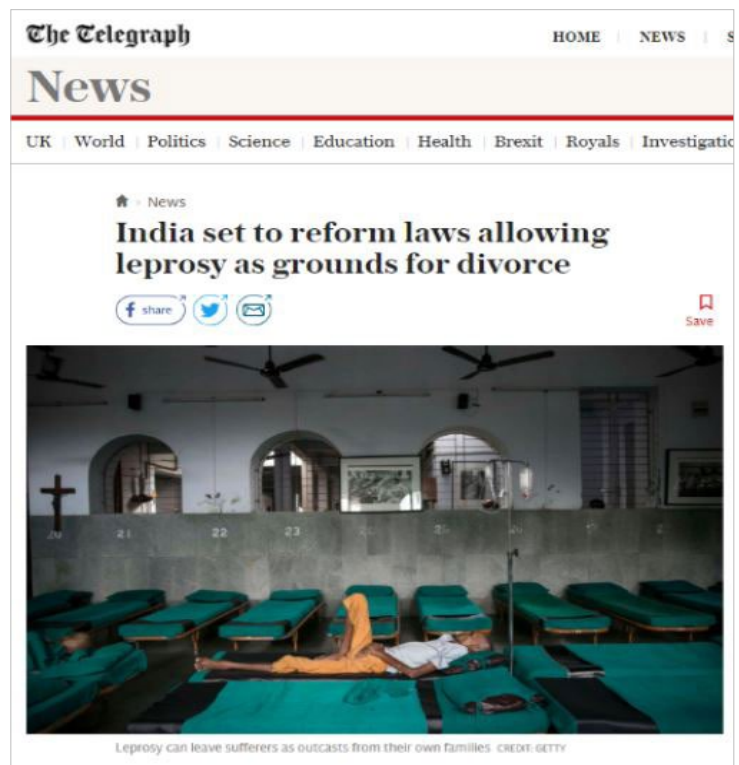 The Telegraph
HOME NEWS S
News
UK World Politics Science Education Health Brexit Royals Investigatio
News
India set to reform laws allowing
leprosy as grounds for divorce
share
Save
20 21 22 23
Leprosy can leave sufferers as outcasts from their own families CREDIT: GETTY